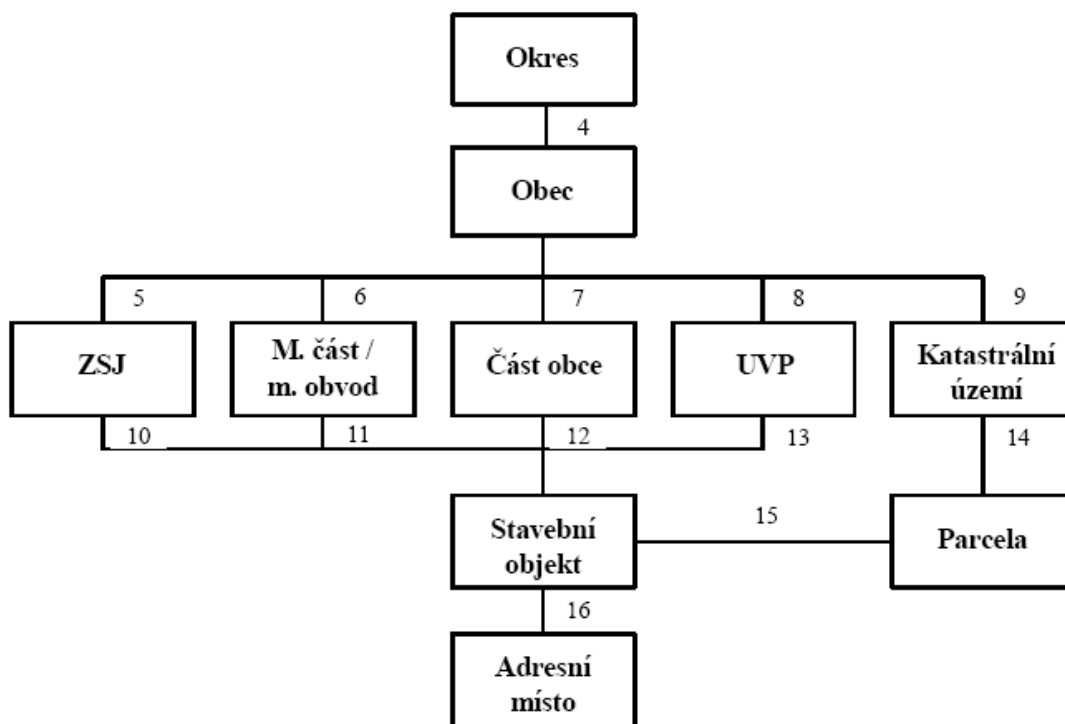 Okres
4
Obec
5
6
7
8
9
ZSJ
M. část /
m. obvod
Část obce
UVP
Katastrální
území
10
11
12
13
14
Stavební
objekt
15
Parcela
16
Adresní
místo